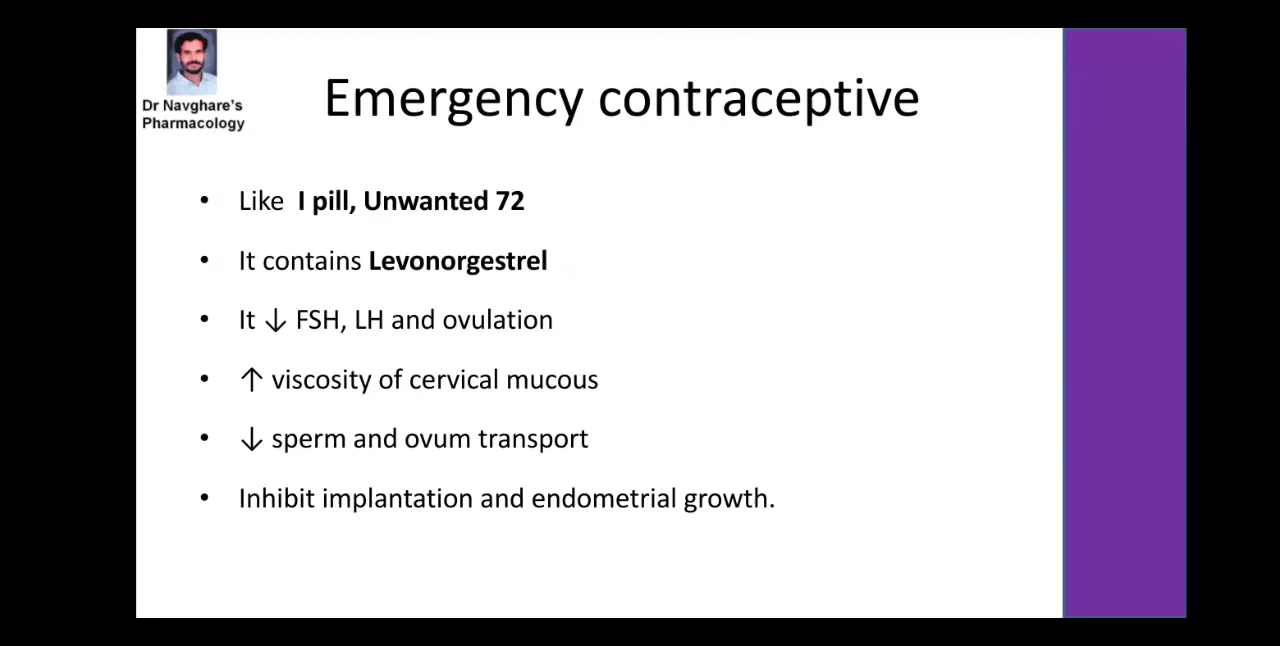 Dr Navghare's
Pharmacology
Emergency contraceptive
• Like I pill, Unwanted 72
• It contains Levonorgestrel
• It ↓ FSH, LH and ovulation
• ↑ viscosity of cervical mucous
• ↓ sperm and ovum transport
• Inhibit implantation and endometrial growth.